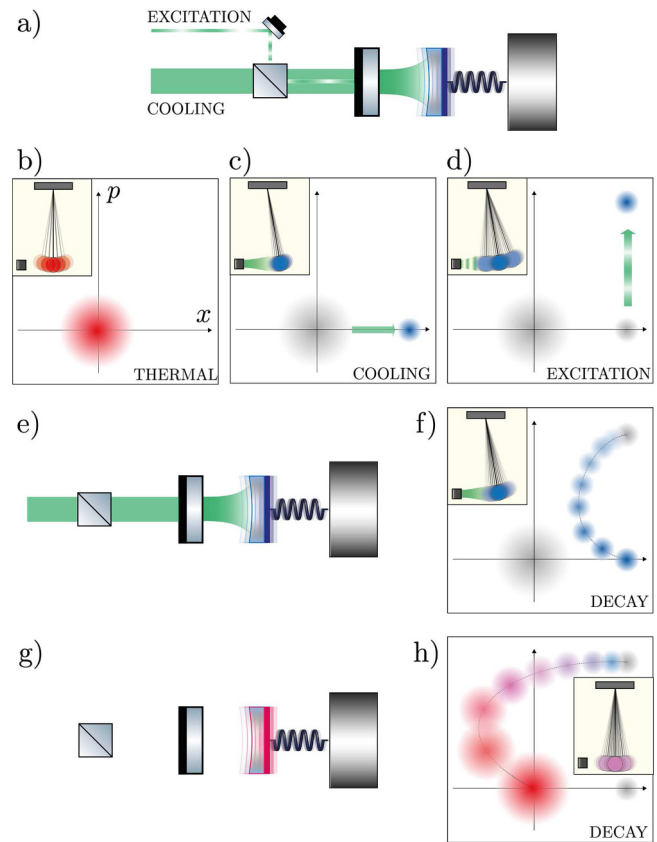 a)
EXCITATION
COOLING
b)
c)
d)
p
x
THERMAL
COOLING
EXCITATION
e)
f)
DECAY
g)
h)
DECAY